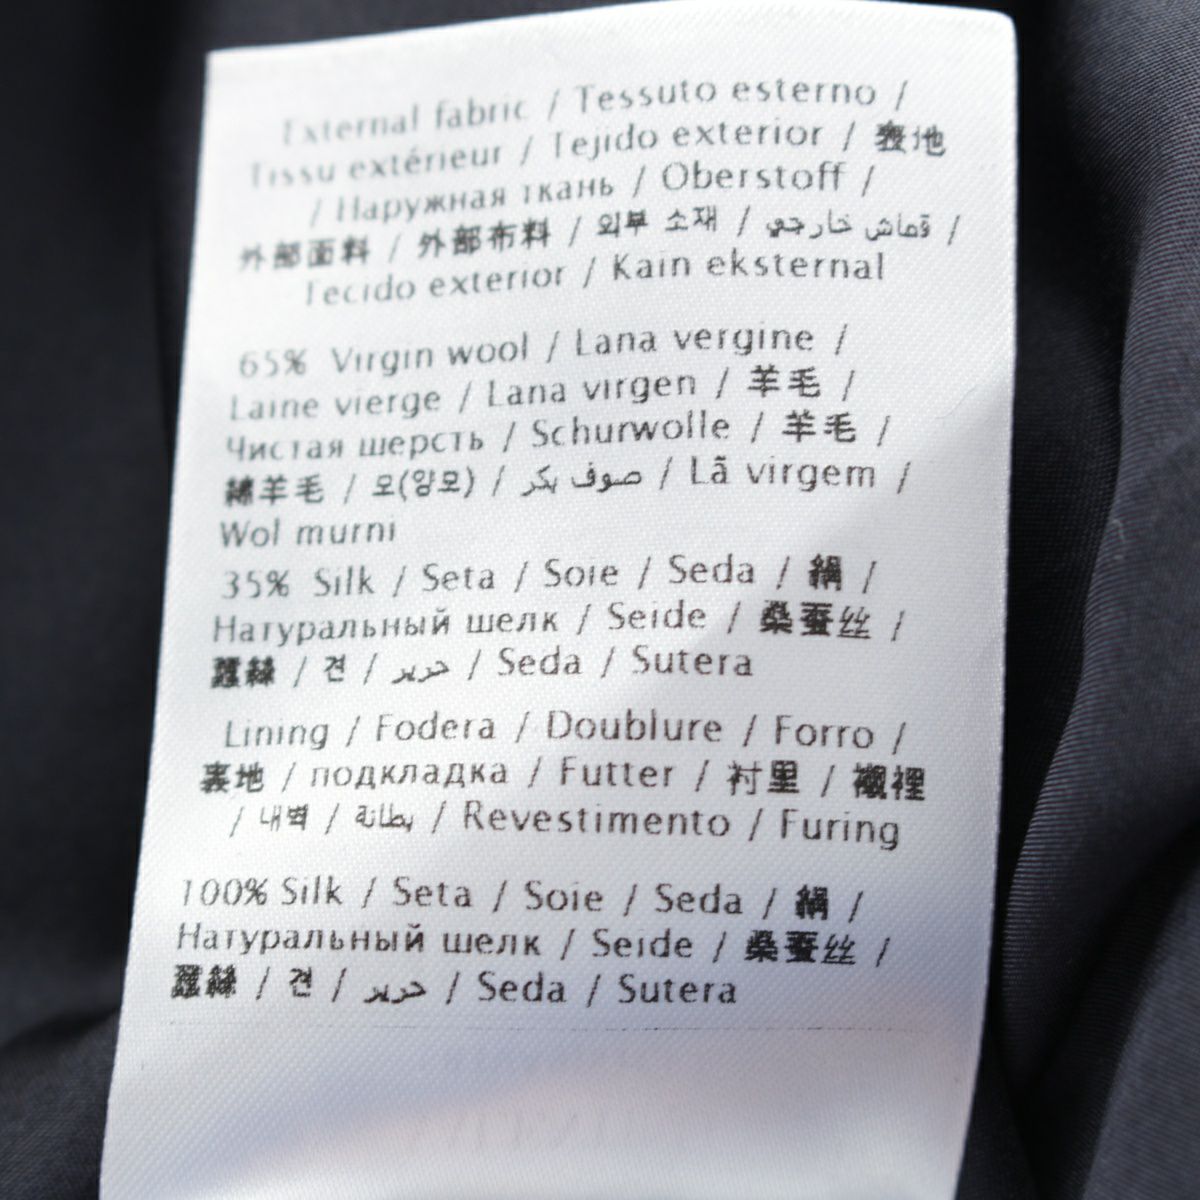 External fabric / Tessuto esterno /
Tissu extérieur / Tejido exterior / 表地
/ Наружная ткань / Oberstoff /
外部面料 / 外部布料 / 외부 소재 / قماش خارجي /
Tecido exterior / Kain eksternal
65% Virgin wool / Lana vergine /
Laine vierge / Lana virgen / 羊毛 /
Чистая шерсть / Schurwolle / 羊毛 /
綿羊毛 / 모(양모) / صوف بكر / Lã virgem /
Wol murni
35% Silk / Seta / Soie / Seda / 絹 /
Натуральный шелк / Seide / 桑蚕丝 /
蠶絲 / 견 / حرير / Seda / Sutera
Lining / Fodera / Doublure / Forro /
裏地 / подкладка / Futter / 衬里 / 襯裡
/ 내벽 / بطانة / Revestimento / Furing
100% Silk / Seta / Soie / Seda / 絹 /
Натуральный шелк / Seide / 桑蚕丝 /
蠶絲 / 견 / حرير / Seda / Sutera